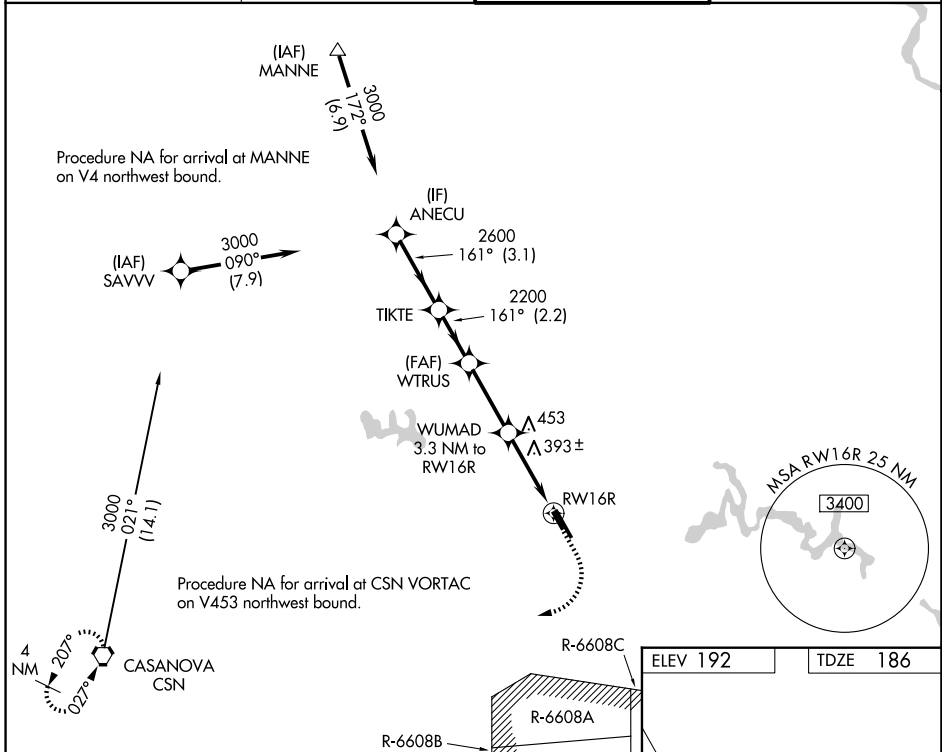 (IAF)
MANNE
3000
172°
(6.9)
Procedure NA for arrival at MANNE
on V4 northwest bound.
(IF)
ANECU
3000
090°
(7.9)
(IAF)
SAVVV
2600
161° (3.1)
TIKTE
2200
161° (2.2)
(FAF)
WTRUS
WUMAD
3.3 NM to
RW16R
453
393±
RW16R
MSA RW16R 25 NM
3400
3000
021°
(14.1)
Procedure NA for arrival at CSN VORTAC
on V453 northwest bound.
4
NM
207°
027°
CASANOVA
CSN
R-6608C
R-6608A
R-6608B
ELEV 192
TDZE 186